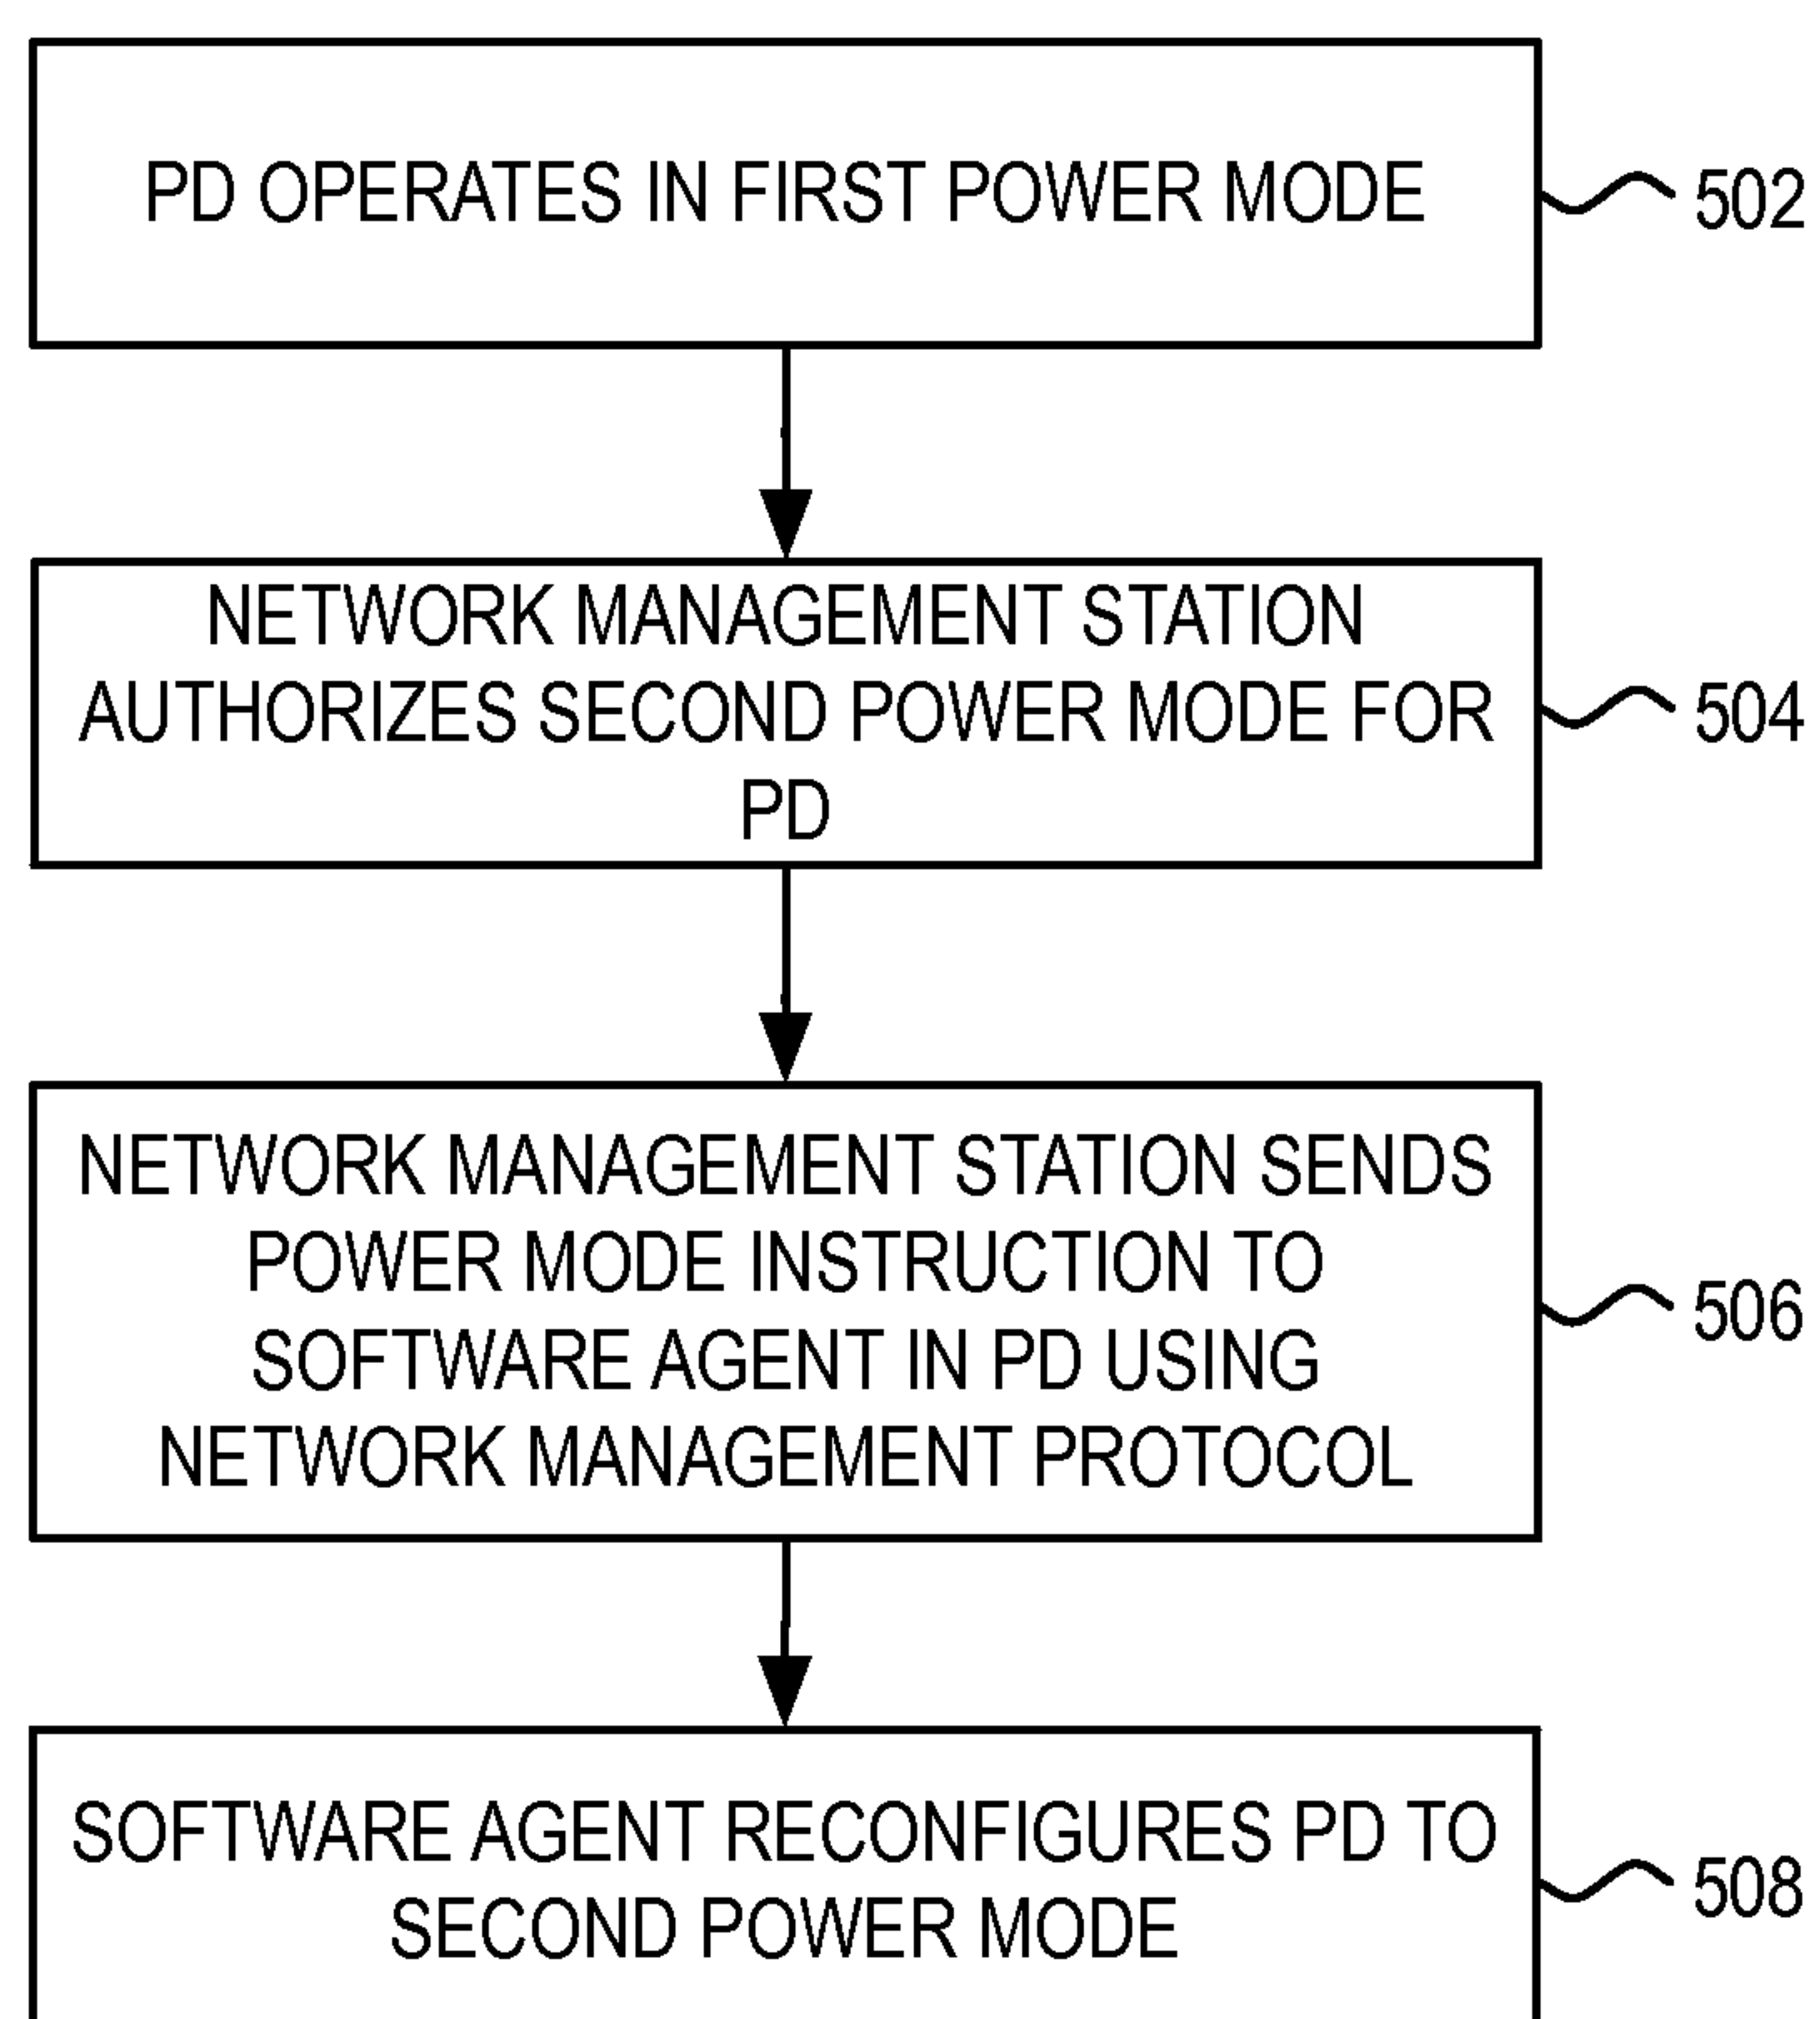 PD OPERATES IN FIRST POWER MODE
502
NETWORK MANAGEMENT STATION
AUTHORIZES SECOND POWER MODE FOR
PD
504
NETWORK MANAGEMENT STATION SENDS
POWER MODE INSTRUCTION TO
SOFTWARE AGENT IN PD USING
NETWORK MANAGEMENT PROTOCOL
506
SOFTWARE AGENT RECONFIGURES PD TO
SECOND POWER MODE
508